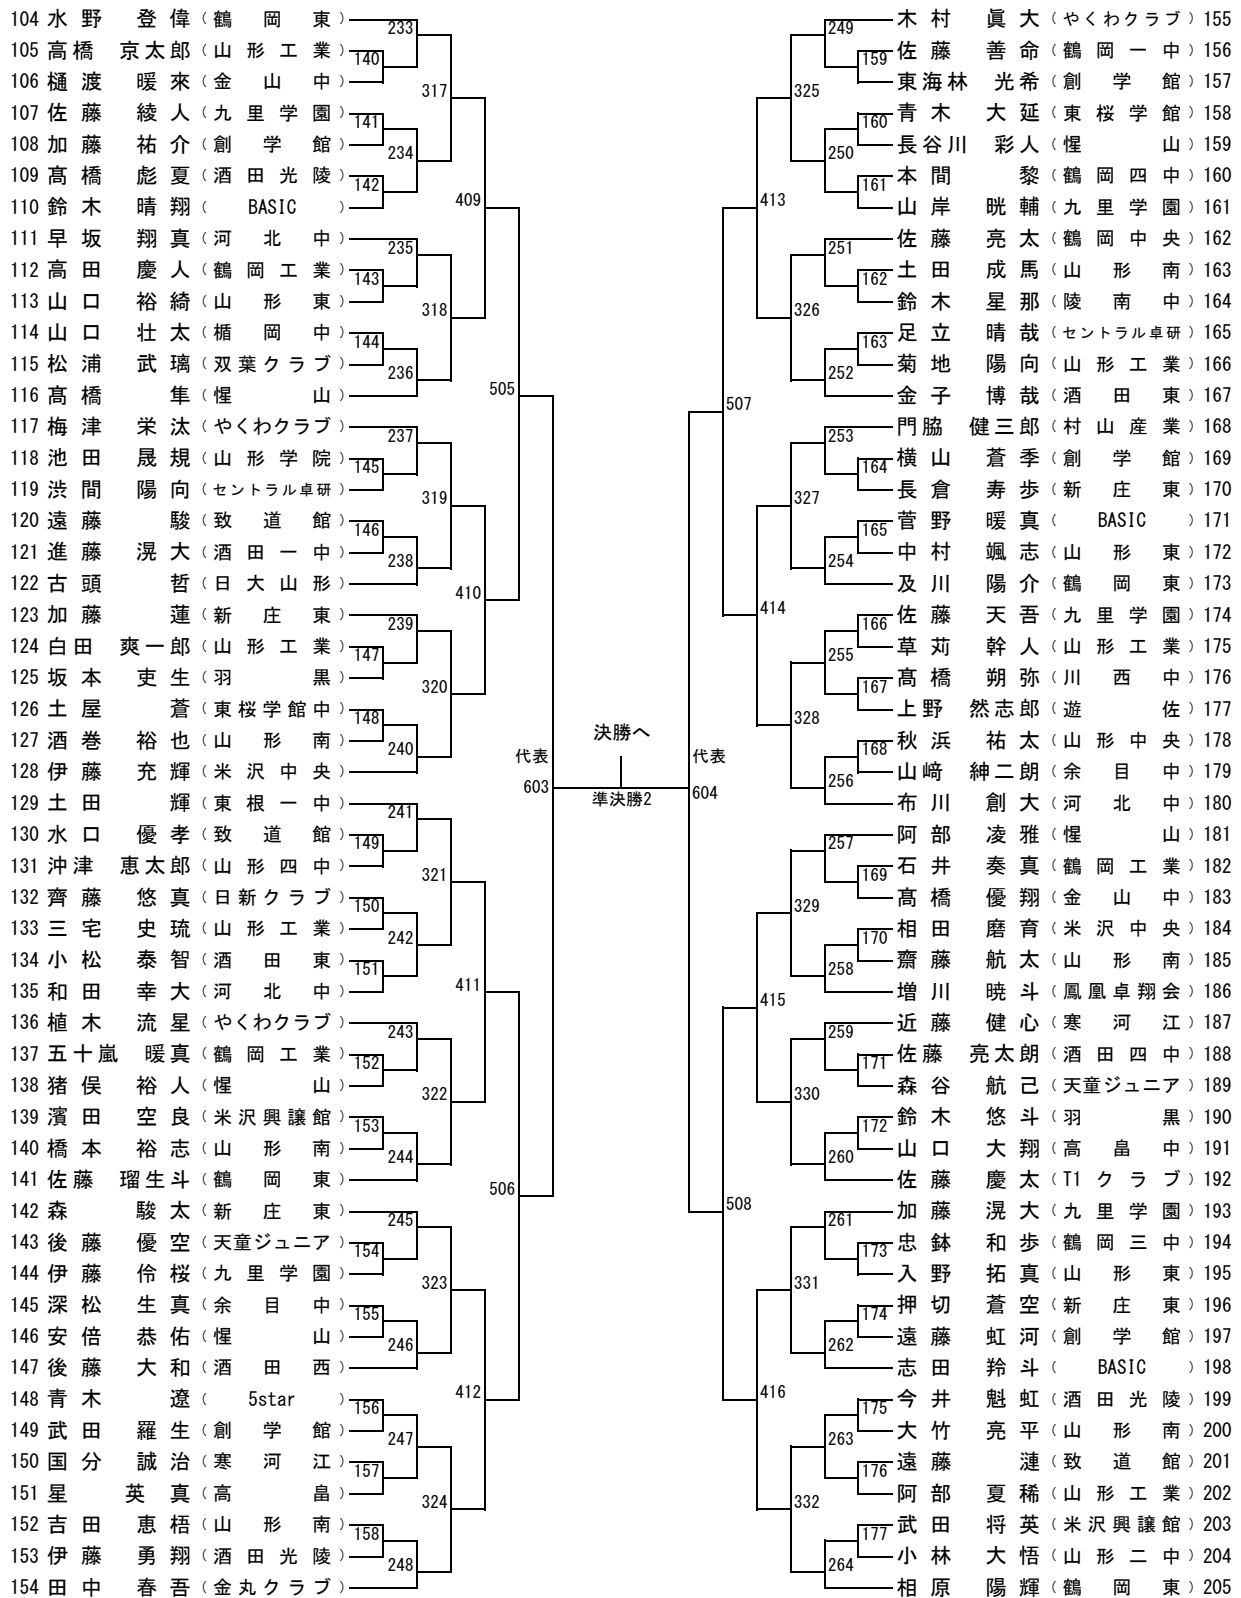 104 水野 登偉 (鶴岡東)
105 高橋 京太郎 (山形工業)
106 樋渡 暖來 (金山中)
107 佐藤 綾人 (九里学園)
108 加藤 祐介 (創学館)
109 髙橋 彪夏 (酒田光陵)
110 鈴木 晴翔 (BASIC)
111 早坂 翔真 (河北中)
112 高田 慶人 (鶴岡工業)
113 山口 裕綺 (山形東)
114 山口 壮太 (楯岡中)
115 松浦 武璃 (双葉クラブ)
116 髙橋 隼 (惺山)
117 梅津 栄汰 (やくわクラブ)
118 池田 晟規 (山形学院)
119 渋間 陽向 (セントラル卓研)
120 遠藤 駿 (致道館)
121 進藤 滉大 (酒田一中)
122 古頭 哲 (日大山形)
123 加藤 蓮 (新庄東)
124 白田 爽一郎 (山形工業)
125 坂本 吏生 (羽黒)
126 土屋 蒼 (東桜学館中)
127 酒巻 裕也 (山形南)
128 伊藤 充輝 (米沢中央)
129 土田 輝 (東根一中)
130 水口 優孝 (致道館)
131 沖津 恵太郎 (山形四中)
132 齊藤 悠真 (日新クラブ)
133 三宅 史琉 (山形工業)
134 小松 泰智 (酒田東)
135 和田 幸大 (河北中)
136 植木 流星 (やくわクラブ)
137 五十嵐 暖真 (鶴岡工業)
138 猪俣 裕人 (惺山)
139 濱田 空良 (米沢興譲館)
140 橋本 裕志 (山形南)
141 佐藤 瑠生斗 (鶴岡東)
142 森 駿太 (新庄東)
143 後藤 優空 (天童ジュニア)
144 伊藤 伶桜 (九里学園)
145 深松 生真 (余目中)
146 安倍 恭佑 (惺山)
147 後藤 大和 (酒田西)
148 青木 遼 (5star)
149 武田 羅生 (創学館)
150 国分 誠治 (寒河江)
151 星 英真 (高畠)
152 吉田 恵梧 (山形南)
153 伊藤 勇翔 (酒田光陵)
154 田中 春吾 (金丸クラブ)
233
140
141
234
142
235
143
144
236
237
145
146
238
239
147
148
240
241
149
150
242
151
243
152
153
244
245
154
155
246
156
247
157
158
248
317
318
319
320
321
322
323
324
409
410
411
412
505
506
代表
603
決勝へ
準決勝2
代表
604
507
508
413
414
415
416
325
326
327
328
329
330
331
332
249
159
160
250
161
251
162
163
252
253
164
165
254
166
255
167
168
256
257
169
170
258
259
171
172
260
261
173
174
262
175
263
176
177
264
木村 眞大 (やくわクラブ) 155
佐藤 善命 (鶴岡一中) 156
東海林 光希 (創学館) 157
青木 大延 (東桜学館) 158
長谷川 彩人 (惺山) 159
本間 黎 (鶴岡四中) 160
山岸 晄輔 (九里学園) 161
佐藤 亮太 (鶴岡中央) 162
土田 成馬 (山形南) 163
鈴木 星那 (陵南中) 164
足立 晴哉 (セントラル卓研) 165
菊地 陽向 (山形工業) 166
金子 博哉 (酒田東) 167
門脇 健三郎 (村山産業) 168
横山 蒼季 (創学館) 169
長倉 寿歩 (新庄東) 170
菅野 暖真 (BASIC) 171
中村 颯志 (山形東) 172
及川 陽介 (鶴岡東) 173
佐藤 天吾 (九里学園) 174
草苅 幹人 (山形工業) 175
髙橋 朔弥 (川西中) 176
上野 然志郎 (遊佐) 177
秋浜 祐太 (山形中央) 178
山﨑 紳二朗 (余目中) 179
布川 創大 (河北中) 180
阿部 凌雅 (惺山) 181
石井 奏真 (鶴岡工業) 182
髙橋 優翔 (金山中) 183
相田 磨育 (米沢中央) 184
齋藤 航太 (山形南) 185
増川 暁斗 (鳳凰卓翔会) 186
近藤 健心 (寒河江) 187
佐藤 亮太朗 (酒田四中) 188
森谷 航己 (天童ジュニア) 189
鈴木 悠斗 (羽黒) 190
山口 大翔 (高畠中) 191
佐藤 慶太 (T1クラブ) 192
加藤 滉大 (九里学園) 193
忠鉢 和歩 (鶴岡三中) 194
入野 拓真 (山形東) 195
押切 蒼空 (新庄東) 196
遠藤 虹河 (創学館) 197
志田 羚斗 (BASIC) 198
今井 魁虹 (酒田光陵) 199
大竹 亮平 (山形南) 200
遠藤 漣 (致道館) 201
阿部 夏稀 (山形工業) 202
武田 将英 (米沢興譲館) 203
小林 大悟 (山形二中) 204
相原 陽輝 (鶴岡東) 205